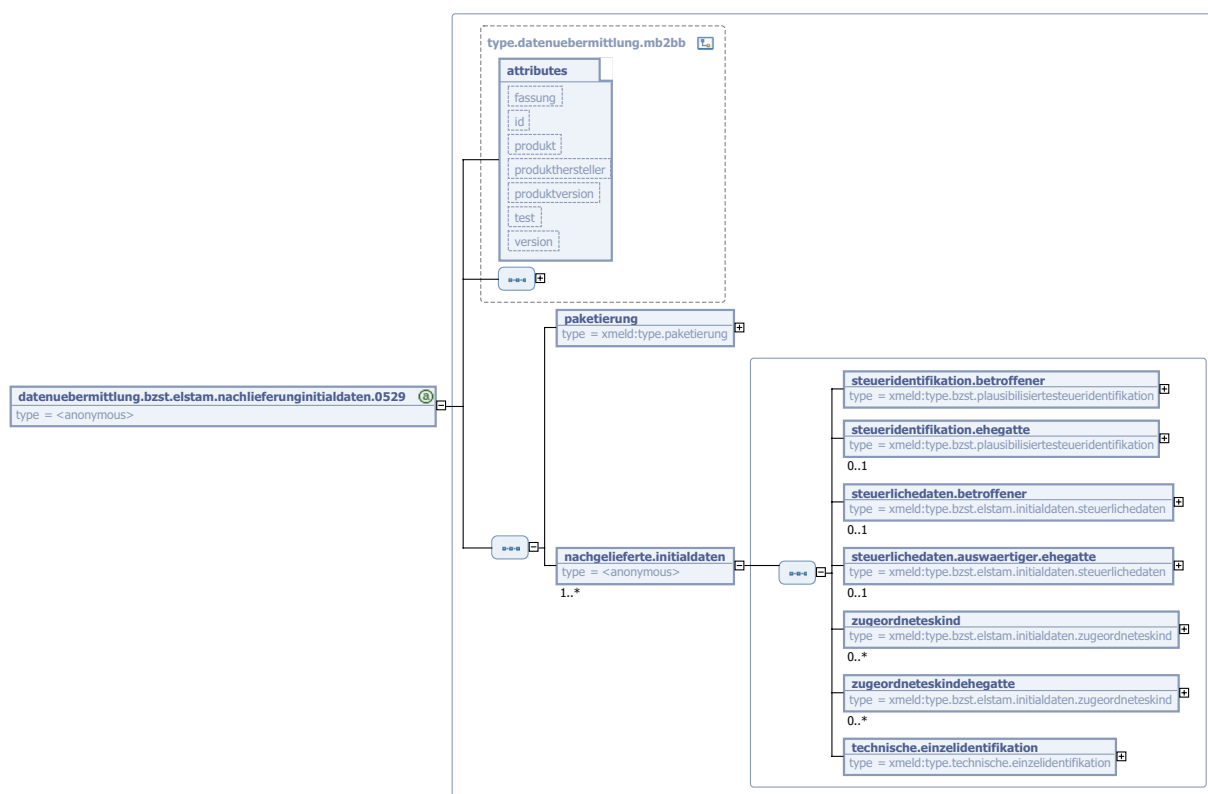 type.datenuebermittlung.mb2bb
attributes
fassung
id
produkt
produkthersteller
produktversion
test
version
paketierung
type = xmeld:type.paketierung
datenuebermittlung.bzst.elstam.nachlieferunginitialdaten.0529
a
type = <anonymous>
nachgelieferte.initialdaten
type = <anonymous>
1..*
steueridentifikation.betroffener
type = xmeld:type.bzst.plausibilisiertesteueridentifikation
steueridentifikation.ehegatte
type = xmeld:type.bzst.plausibilisiertesteueridentifikation
0..1
steuerlichedaten.betroffener
type = xmeld:type.bzst.elstam.initialdaten.steuerlichedaten
0..1
steuerlichedaten.auswaertiger.ehegatte
type = xmeld:type.bzst.elstam.initialdaten.steuerlichedaten
0..1
zugeordneteskind
type = xmeld:type.bzst.elstam.initialdaten.zugeordneteskind
0..*
zugeordneteskindehegatte
type = xmeld:type.bzst.elstam.initialdaten.zugeordneteskind
0..*
technische.einzelidentifikation
type = xmeld:type.technische.einzelidentifikation